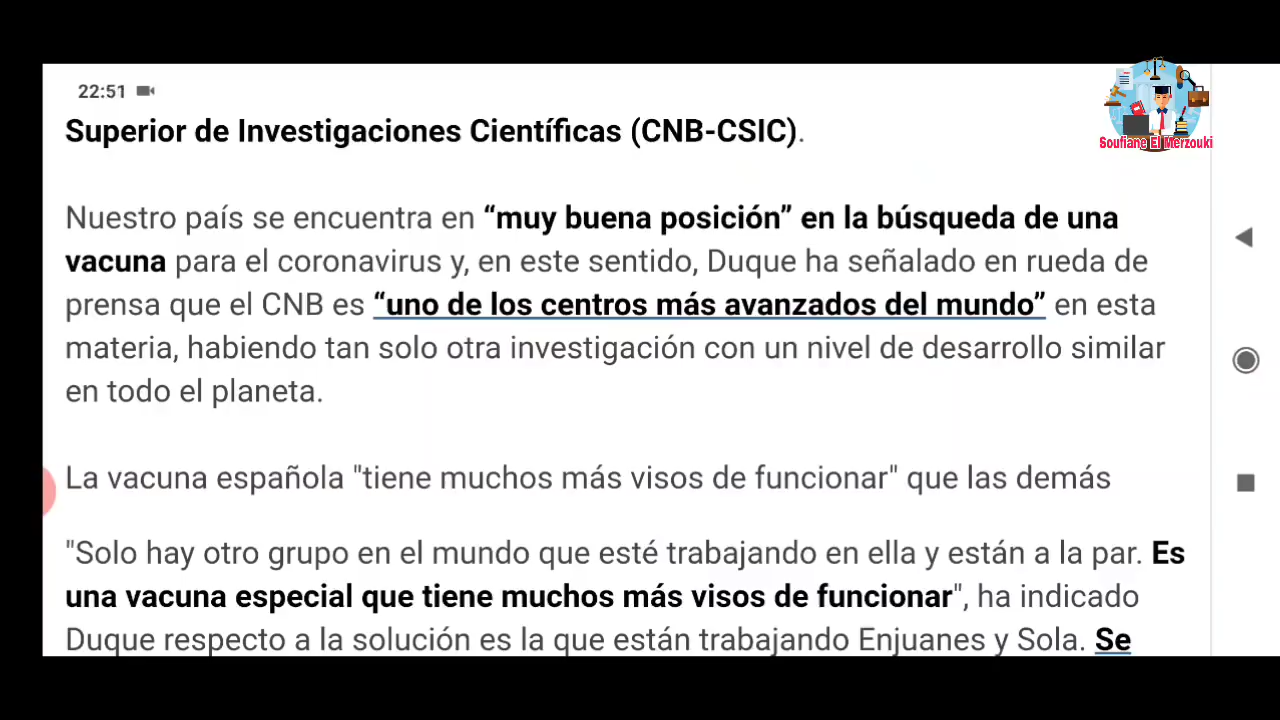 22:51
Soufiane El Merzouki
Superior de Investigaciones Científicas (CNB-CSIC).
Nuestro país se encuentra en “muy buena posición” en la búsqueda de una
vacuna para el coronavirus y, en este sentido, Duque ha señalado en rueda de
prensa que el CNB es “uno de los centros más avanzados del mundo” en esta
materia, habiendo tan solo otra investigación con un nivel de desarrollo similar
en todo el planeta.
La vacuna española "tiene muchos más visos de funcionar" que las demás
"Solo hay otro grupo en el mundo que esté trabajando en ella y están a la par. Es
una vacuna especial que tiene muchos más visos de funcionar", ha indicado
Duque respecto a la solución es la que están trabajando Enjuanes y Sola. Se